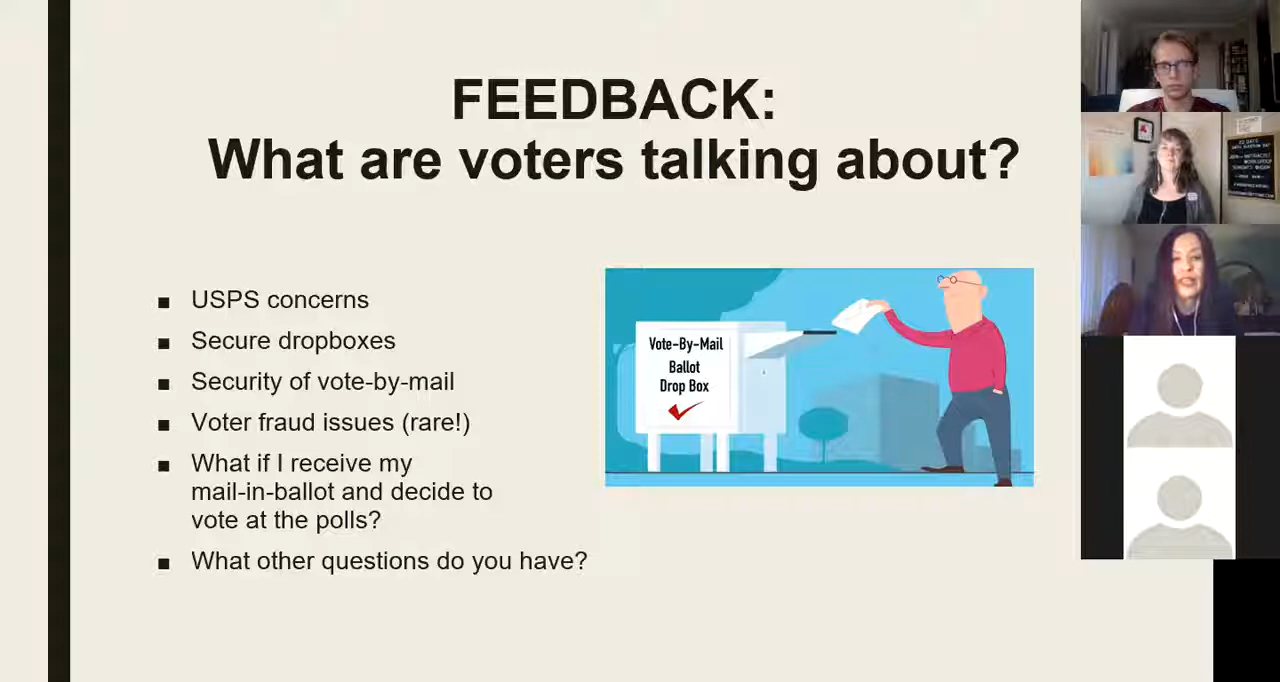 FEEDBACK:
What are voters talking about?
■ USPS concerns
■ Secure dropboxes
■ Security of vote-by-mail
■ Voter fraud issues (rare!)
■ What if I receive my
mail-in-ballot and decide to
vote at the polls?
■ What other questions do you have?
Vote-By-Mail
Ballot
Drop Box